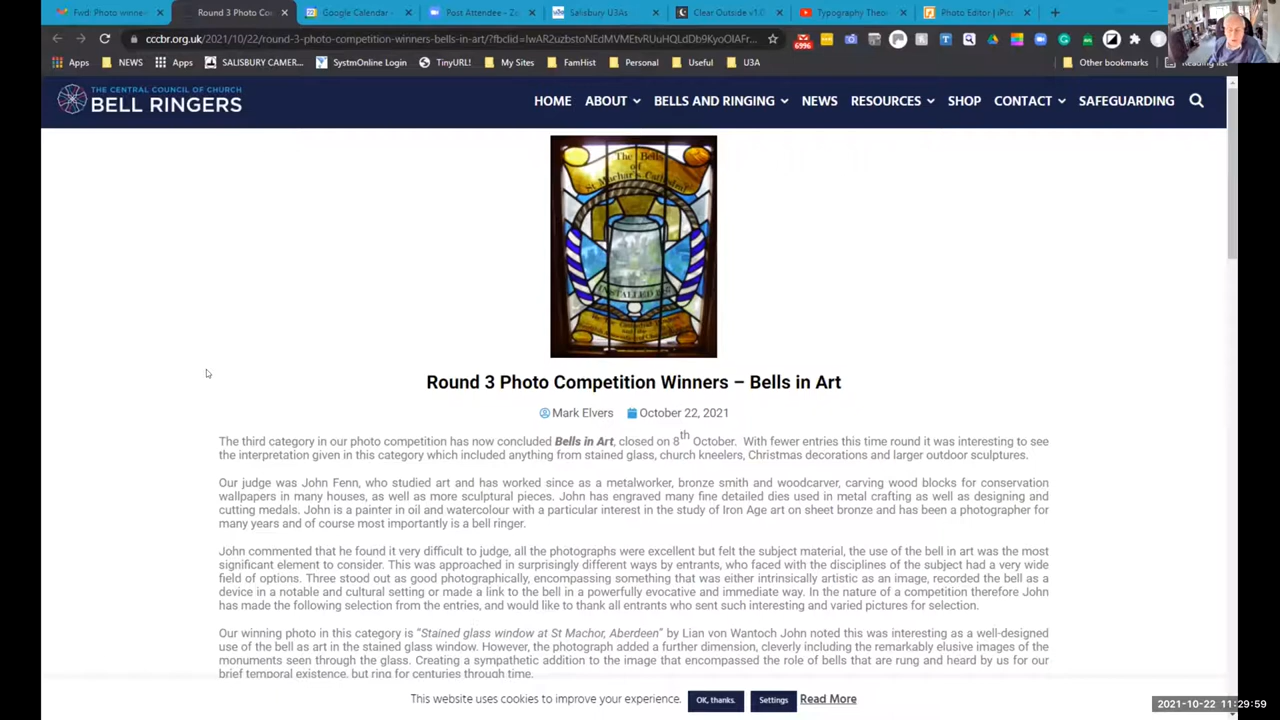 Fwd: Photo winner
Round 3 Photo Co
Google Calendar -
Post Attendee -
Salisbury U3As
Clear Outside v1.0
Typography Theo
Photo Editor | iPic
cccbr.org.uk/2021/10/
6996
Apps
NEWS
Apps
SALISBURY CAMER...
SystmOnline Login
TinyURL!
My Sites
FamHist
Personal
Useful
U3A
Other bookmarks
Reading list
THE CENTRAL COUNCIL OF CHURCH
BELL RINGERS
HOME ABOUT BELLS AND RINGING NEWS RESOURCES SHOP CONTACT SAFEGUARDING
The Bells
of
St Machar's Cathedral
INSTALLED
Round 3 Photo Competition Winners – Bells in Art
Mark Elvers October 22, 2021
The third category in our photo competition has now concluded Bells in Art, closed on 8th October. With fewer entries this time round it was interesting to see
the interpretation given in this category which included anything from stained glass, church kneelers, Christmas decorations and larger outdoor sculptures.
Our judge was John Fenn, who studied art and has worked since as a metalworker, bronze smith and woodcarver, carving wood blocks for conservation
wallpapers in many houses, as well as more sculptural pieces. John has engraved many fine detailed dies used in metal crafting as well as designing and
cutting medals. John is a painter in oil and watercolour with a particular interest in the study of Iron Age art on sheet bronze and has been a photographer for
many years and of course most importantly is a bell ringer.
John commented that he found it very difficult to judge, all the photographs were excellent but felt the subject material, the use of the bell in art was the most
significant element to consider. This was approached in surprisingly different ways by entrants, who faced with the disciplines of the subject had a very wide
field of options. Three stood out as good photographically, encompassing something that was either intrinsically artistic as an image, recorded the bell as a
device in a notable and cultural setting or made a link to the bell in a powerfully evocative and immediate way. In the nature of a competition therefore John
has made the following selection from the entries, and would like to thank all entrants who sent such interesting and varied pictures for selection.
Our winning photo in this category is “Stained glass window at St Machor, Aberdeen” by Lian von Wantoch John noted this was interesting as a well-designed
use of the bell as art in the stained glass window. However, the photograph added a further dimension, cleverly including the remarkably elusive images of the
monuments seen through the glass. Creating a sympathetic addition to the image that encompassed the role of bells that are rung and heard by us for our
brief temporal existence, but ring for centuries through time.
This website uses cookies to improve your experience. OK, thanks. Settings Read More
2021-10-22 11:29:59